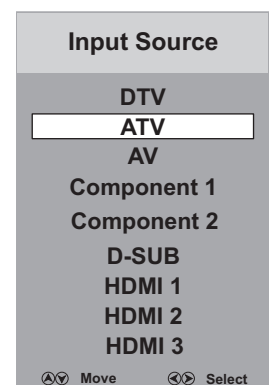 Input Source
DTV
ATV
AV
Component 1
Component 2
D-SUB
HDMI 1
HDMI 2
HDMI 3
Move Select